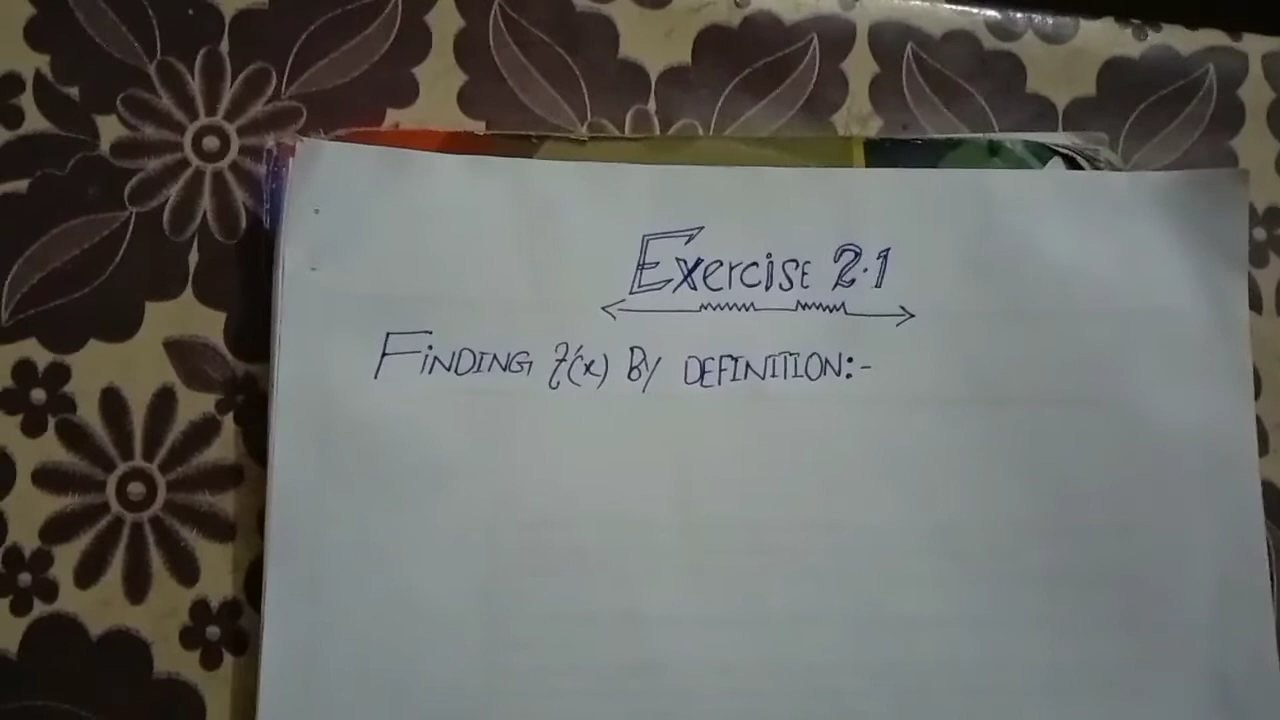 Exercise 2.1
FINDING f'(x) BY DEFINITION:-